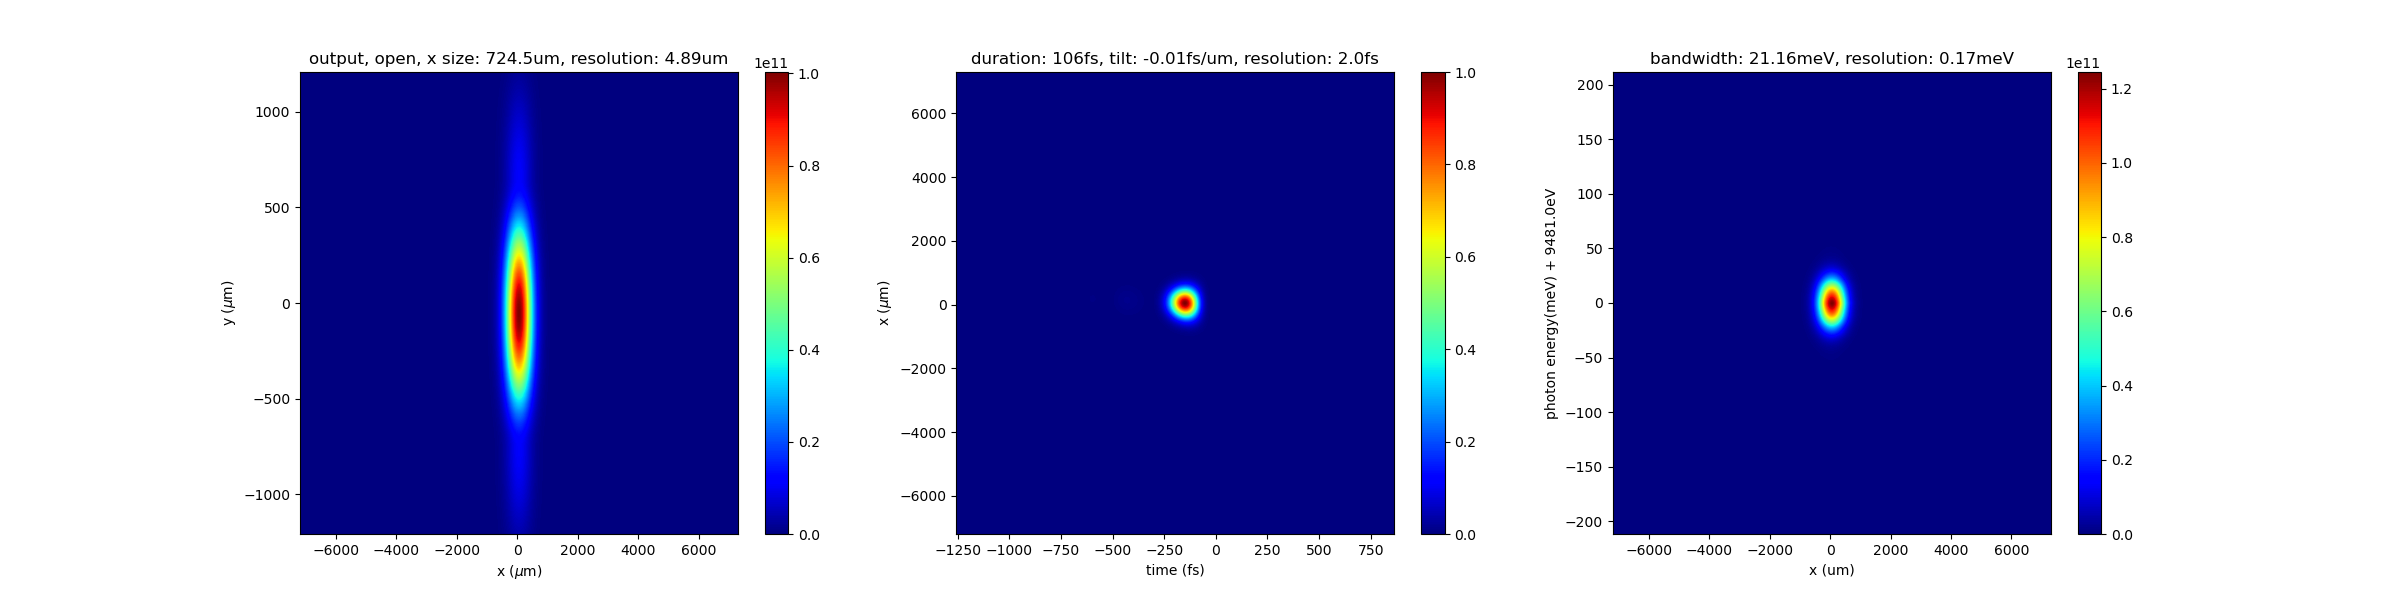 output, open, x size: 724.5um, resolution: 4.89um
1e11
1000
500
0
−500
−1000
y (μm)
−6000 −4000 −2000 0 2000 4000 6000
x (μm)
1.0
0.8
0.6
0.4
0.2
0.0
duration: 106fs, tilt: -0.01fs/um, resolution: 2.0fs
6000
4000
2000
0
−2000
−4000
−6000
x (μm)
−1250 −1000 −750 −500 −250 0 250 500 750
time (fs)
1.0
0.8
0.6
0.4
0.2
0.0
bandwidth: 21.16meV, resolution: 0.17meV
1e11
200
150
100
50
0
−50
−100
−150
−200
photon energy(meV) + 9481.0eV
−6000 −4000 −2000 0 2000 4000 6000
x (um)
1.2
1.0
0.8
0.6
0.4
0.2
0.0